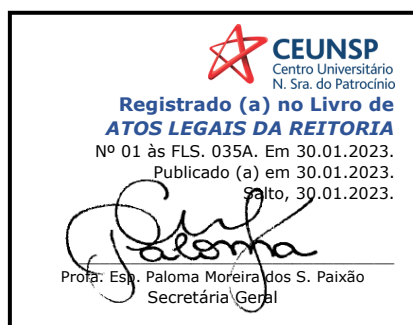 CEUNSP
Centro Universitário
N. Sra. do Patrocínio
Registrado (a) no Livro de
ATOS LEGAIS DA REITORIA
Nº 01 às FLS. 035A. Em 30.01.2023.
Publicado (a) em 30.01.2023.
Salto, 30.01.2023.
Paloma
Profa. Esp. Paloma Moreira dos S. Paixão
Secretária Geral